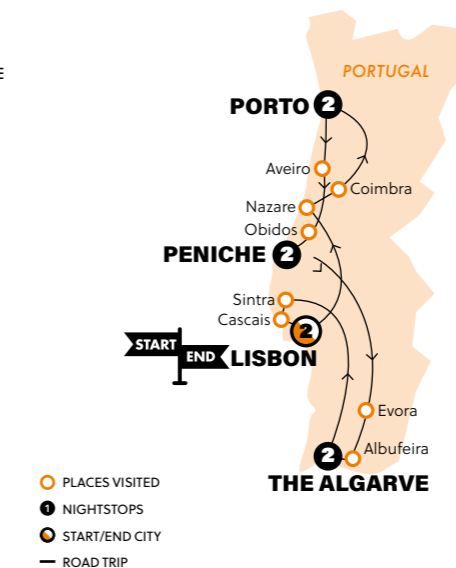 E
PORTUGAL
PORTO 2
Aveiro
Coimbra
Nazare
Obidos
PENICHE 2
Sintra
Cascais
2
START
END LISBON
Evora
Albufeira
2
THE ALGARVE
PLACES VISITED
1 NIGHTSTOPS
START/END CITY
ROAD TRIP